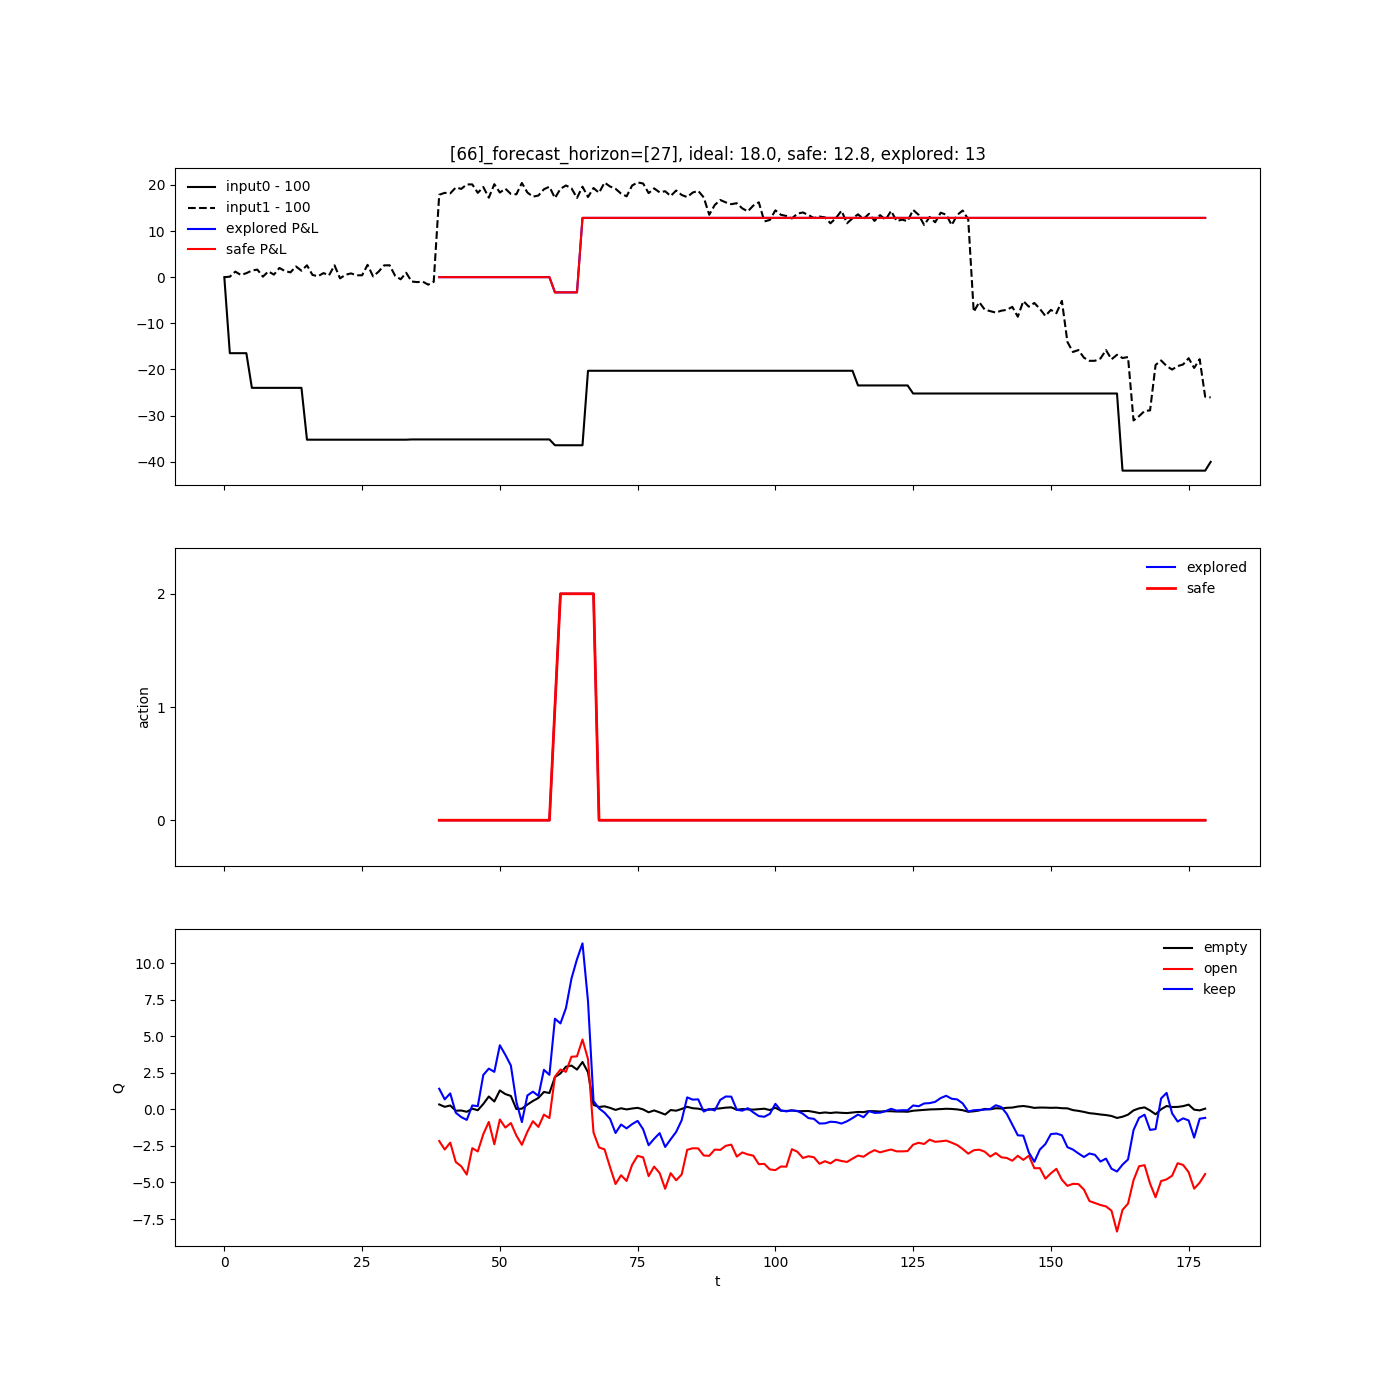 [66]_forecast_horizon=[27], ideal: 18.0, safe: 12.8, explored: 13
input0 - 100
input1 - 100
explored P&L
safe P&L
20
10
0
−10
−20
−30
−40
explored
safe
2
1
0
action
empty
open
keep
10.0
7.5
5.0
2.5
0.0
−2.5
−5.0
−7.5
Q
0 25 50 75 100 125 150 175
t